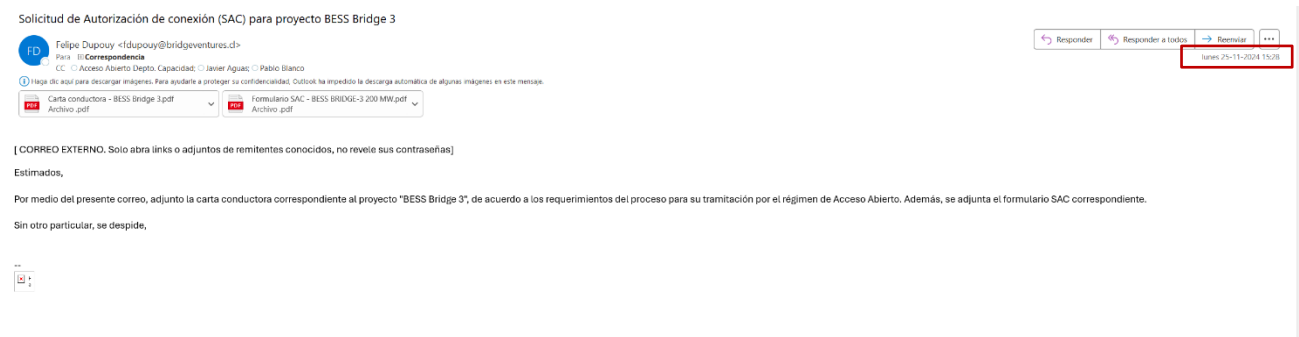 Solicitud de Autorización de conexión (SAC) para proyecto BESS Bridge 3
FD
Felipe Dupouy <fdupouy@bridgeventures.cl>
Para Correspondencia
CC Acceso Abierto Depto. Capacidad; Javier Aguas; Pablo Blanco
Responder
Responder a todos
Reenviar
lunes 25-11-2024 15:28
Haga clic aquí para descargar imágenes. Para ayudarle a proteger su confidencialidad, Outlook ha impedido la descarga automática de algunas imágenes en este mensaje.
PDF
Carta conductora - BESS Bridge 3.pdf
Archivo .pdf
PDF
Formulario SAC - BESS BRIDGE-3 200 MW.pdf
Archivo .pdf
[ CORREO EXTERNO. Solo abra links o adjuntos de remitentes conocidos, no revele sus contraseñas]
Estimados,
Por medio del presente correo, adjunto la carta conductora correspondiente al proyecto "BESS Bridge 3", de acuerdo a los requerimientos del proceso para su tramitación por el régimen de Acceso Abierto. Además, se adjunta el formulario SAC correspondiente.
Sin otro particular, se despide,
--